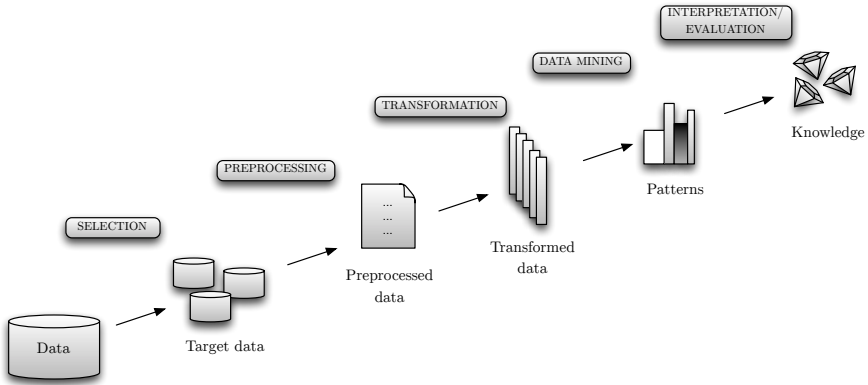 INTERPRETATION/
EVALUATION
DATA MINING
Knowledge
TRANSFORMATION
PREPROCESSING
Patterns
...
...
...
SELECTION
Transformed
data
Preprocessed
data
Target data
Data